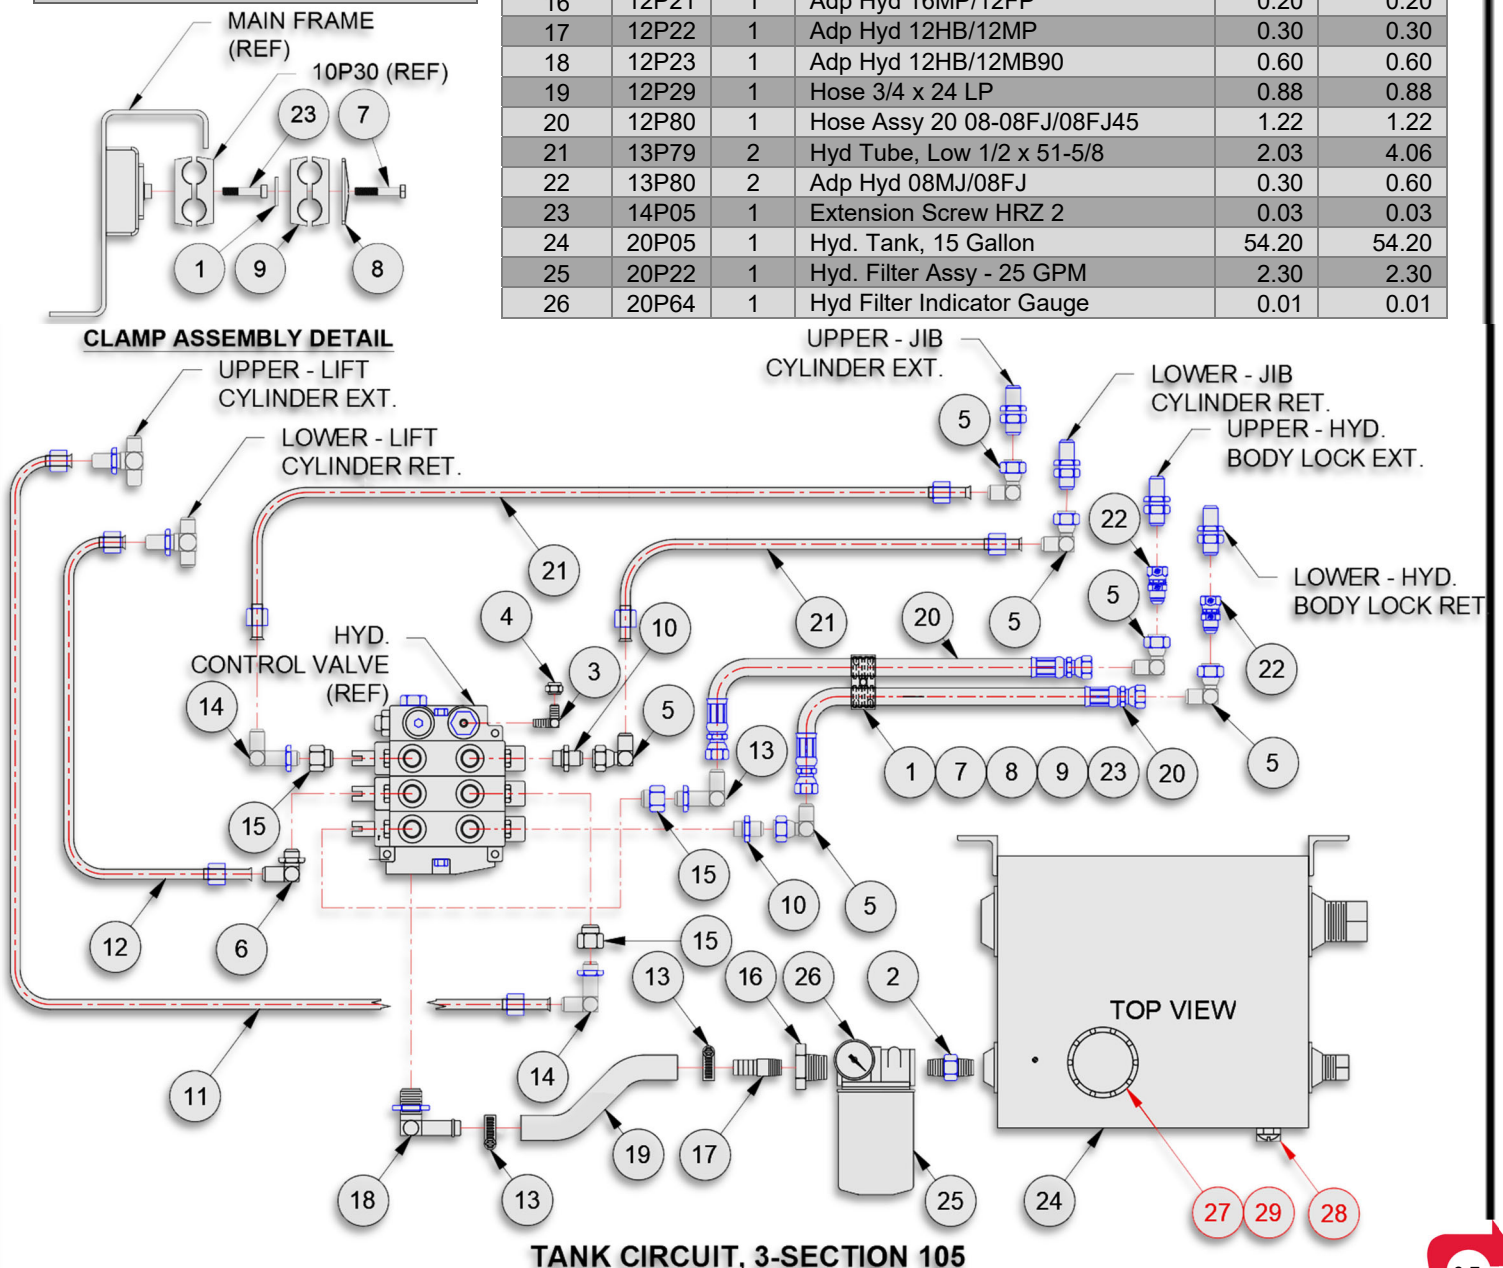 MAIN FRAME
(REF)
10P30 (REF)
23 7
1 9 8
CLAMP ASSEMBLY DETAIL
16 12P21 1 Adp Hyd 16MP/12FP 0.20 0.20
17 12P22 1 Adp Hyd 12HB/12MP 0.30 0.30
18 12P23 1 Adp Hyd 12HB/12MB90 0.60 0.60
19 12P29 1 Hose 3/4 x 24 LP 0.88 0.88
20 12P80 1 Hose Assy 20 08-08FJ/08FJ45 1.22 1.22
21 13P79 2 Hyd Tube, Low 1/2 x 51-5/8 2.03 4.06
22 13P80 2 Adp Hyd 08MJ/08FJ 0.30 0.60
23 14P05 1 Extension Screw HRZ 2 0.03 0.03
24 20P05 1 Hyd. Tank, 15 Gallon 54.20 54.20
25 20P22 1 Hyd. Filter Assy - 25 GPM 2.30 2.30
26 20P64 1 Hyd Filter Indicator Gauge 0.01 0.01
UPPER - LIFT
CYLINDER EXT.
LOWER - LIFT
CYLINDER RET.
UPPER - JIB
CYLINDER EXT.
LOWER - JIB
CYLINDER RET.
UPPER - HYD.
BODY LOCK EXT.
LOWER - HYD.
BODY LOCK RET
5
22
21
5
4
10
21
5
20
22
HYD.
CONTROL VALVE
(REF)
3
14
5
13
5
1 7 8 9 23 20
15
15
10
5
12
6
15
13 16 26 2
TOP VIEW
14
11
19 17
18
13
25
24
27 29 28
TANK CIRCUIT, 3-SECTION 105